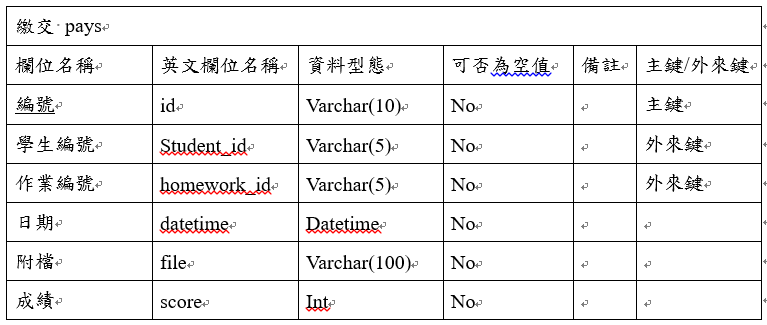 繳交 pays
欄位名稱 英文欄位名稱 資料型態 可否為空值 備註 主鍵/外來鍵
編號 id Varchar(10) No 主鍵
學生編號 Student_id Varchar(5) No 外來鍵
作業編號 homework_id Varchar(5) No 外來鍵
日期 datetime Datetime No
附檔 file Varchar(100) No
成績 score Int No